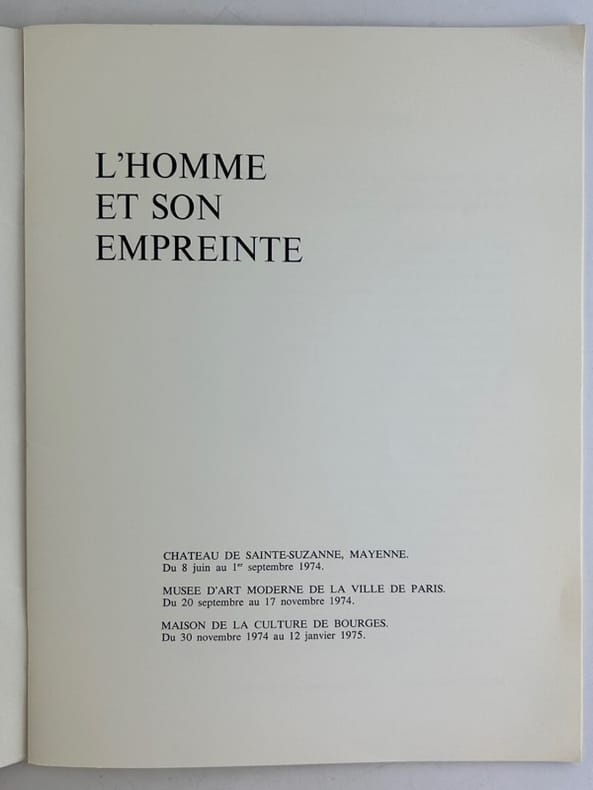 L'HOMME
ET SON
EMPREINTE
CHATEAU DE SAINTE-SUZANNE, MAYENNE.
Du 8 juin au 1er septembre 1974.
MUSEE D'ART MODERNE DE LA VILLE DE PARIS.
Du 20 septembre au 17 novembre 1974.
MAISON DE LA CULTURE DE BOURGES.
Du 30 novembre 1974 au 12 janvier 1975.